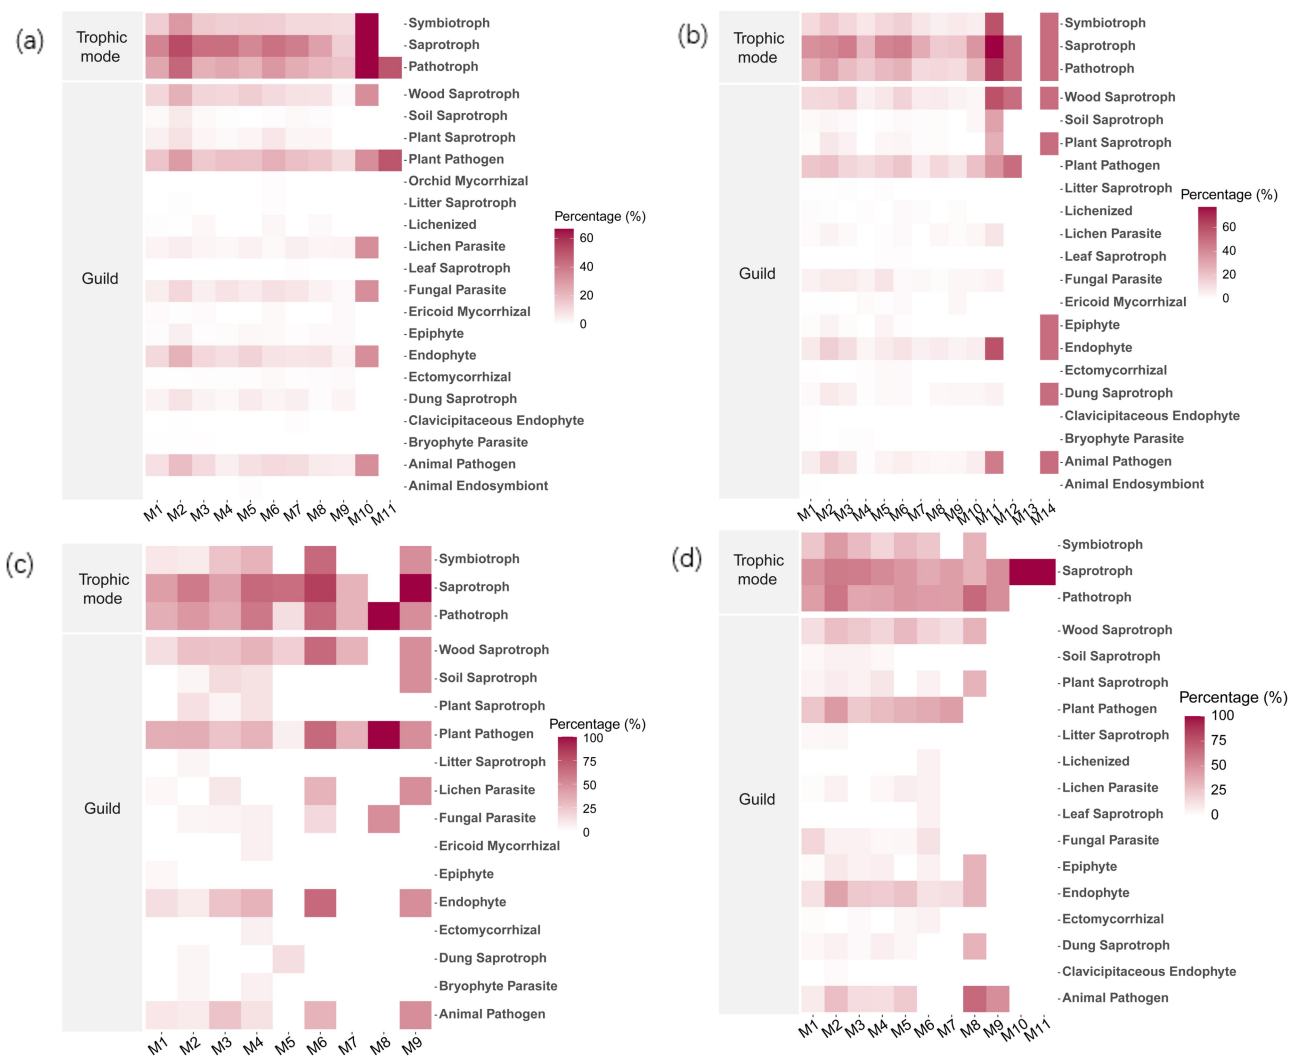 (a)
Trophic
mode
Symbiotroph
Saprotroph
Pathotroph
Guild
Wood Saprotroph
Soil Saprotroph
Plant Saprotroph
Plant Pathogen
Orchid Mycorrhizal
Litter Saprotroph
Lichenized
Lichen Parasite
Leaf Saprotroph
Fungal Parasite
Ericoid Mycorrhizal
Epiphyte
Endophyte
Ectomycorrhizal
Dung Saprotroph
Clavicipitaceous Endophyte
Bryophyte Parasite
Animal Pathogen
Animal Endosymbiont
M1 M2 M3 M4 M5 M6 M7 M8 M9 M10 M11
Percentage (%)
60
40
20
0
(b)
Trophic
mode
Symbiotroph
Saprotroph
Pathotroph
Guild
Wood Saprotroph
Soil Saprotroph
Plant Saprotroph
Plant Pathogen
Litter Saprotroph
Lichenized
Lichen Parasite
Leaf Saprotroph
Fungal Parasite
Ericoid Mycorrhizal
Epiphyte
Endophyte
Ectomycorrhizal
Dung Saprotroph
Clavicipitaceous Endophyte
Bryophyte Parasite
Animal Pathogen
Animal Endosymbiont
M1 M2 M3 M4 M5 M6 M7 M8 M9 M10 M11 M12 M13 M14
Percentage (%)
60
40
20
0
(c)
Trophic
mode
Symbiotroph
Saprotroph
Pathotroph
Guild
Wood Saprotroph
Soil Saprotroph
Plant Saprotroph
Plant Pathogen
Litter Saprotroph
Lichen Parasite
Fungal Parasite
Ericoid Mycorrhizal
Epiphyte
Endophyte
Ectomycorrhizal
Dung Saprotroph
Bryophyte Parasite
Animal Pathogen
M1 M2 M3 M4 M5 M6 M7 M8 M9
Percentage (%)
100
75
50
25
0
(d)
Trophic
mode
Symbiotroph
Saprotroph
Pathotroph
Guild
Wood Saprotroph
Soil Saprotroph
Plant Saprotroph
Plant Pathogen
Litter Saprotroph
Lichenized
Lichen Parasite
Leaf Saprotroph
Fungal Parasite
Epiphyte
Endophyte
Ectomycorrhizal
Dung Saprotroph
Clavicipitaceous Endophyte
Animal Pathogen
M1 M2 M3 M4 M5 M6 M7 M8 M9 M10 M11
Percentage (%)
100
75
50
25
0